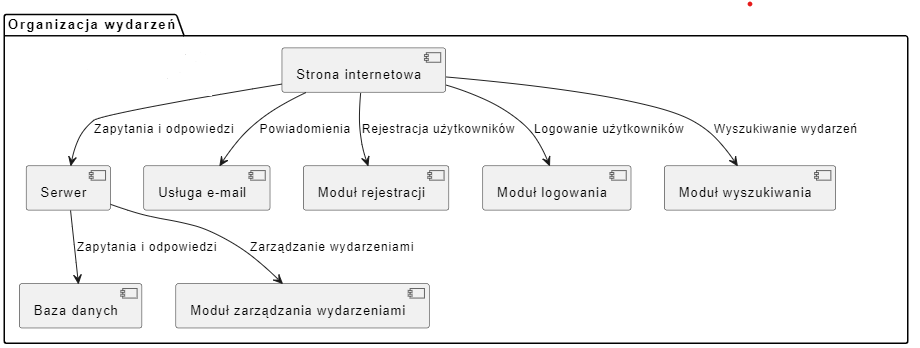 Organizacja wydarzeń
Strona internetowa
Zapytania i odpowiedzi
Powiadomienia
Rejestracja użytkowników
Logowanie użytkowników
Wyszukiwanie wydarzeń
Serwer
Usługa e-mail
Moduł rejestracji
Moduł logowania
Moduł wyszukiwania
Zapytania i odpowiedzi
Zarządzanie wydarzeniami
Baza danych
Moduł zarządzania wydarzeniami